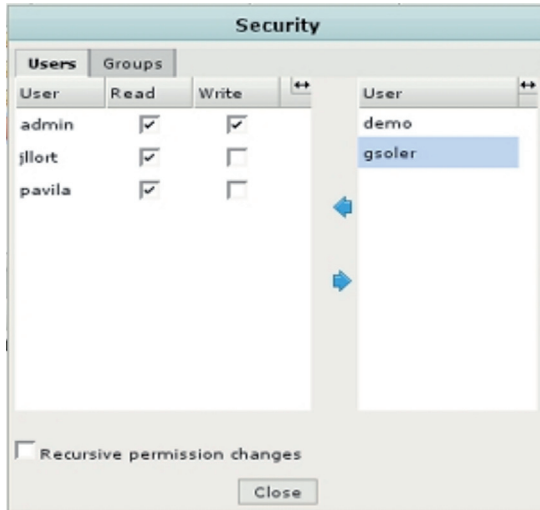 Security
Users Groups
User Read Write
admin
jllort
pavila
User
demo
gsoler
Recursive permission changes
Close